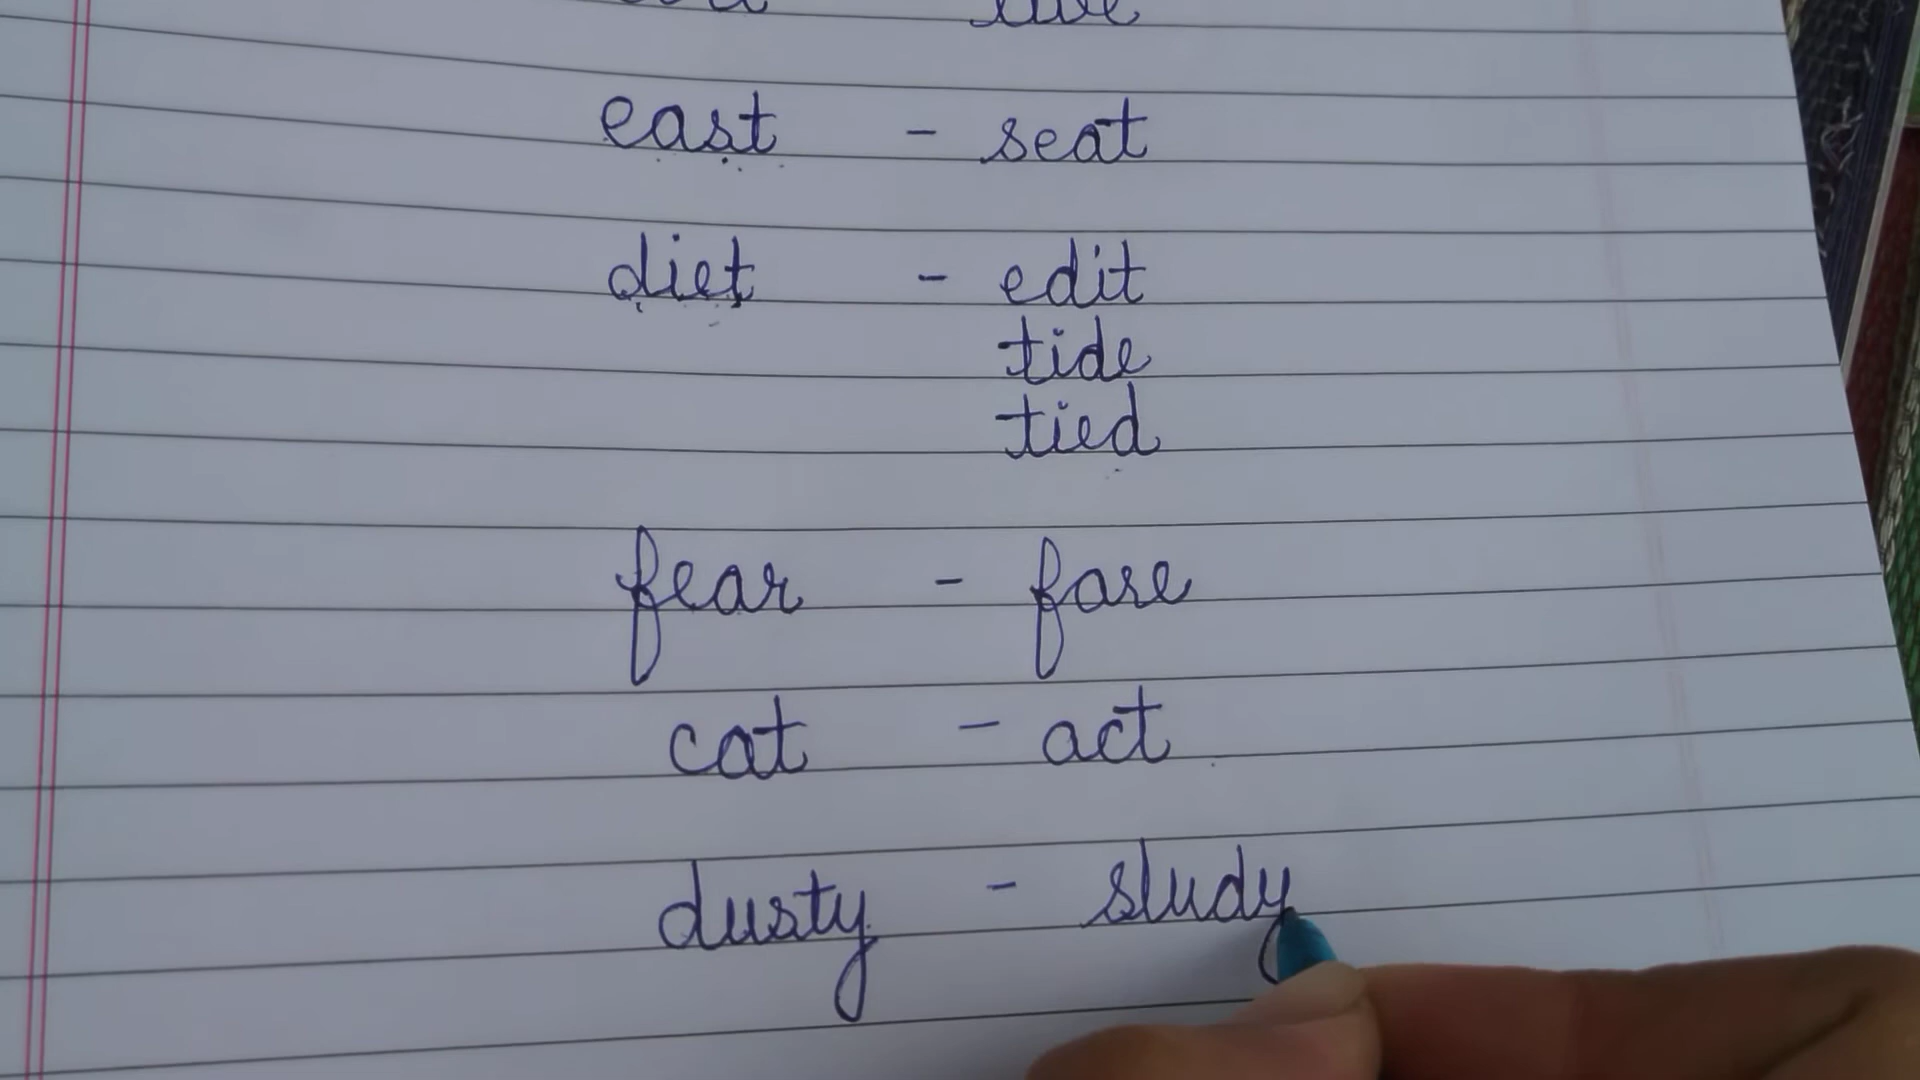 east - seat
diet - edit
tide
tied
fear - fare
cat - act
dusty - study